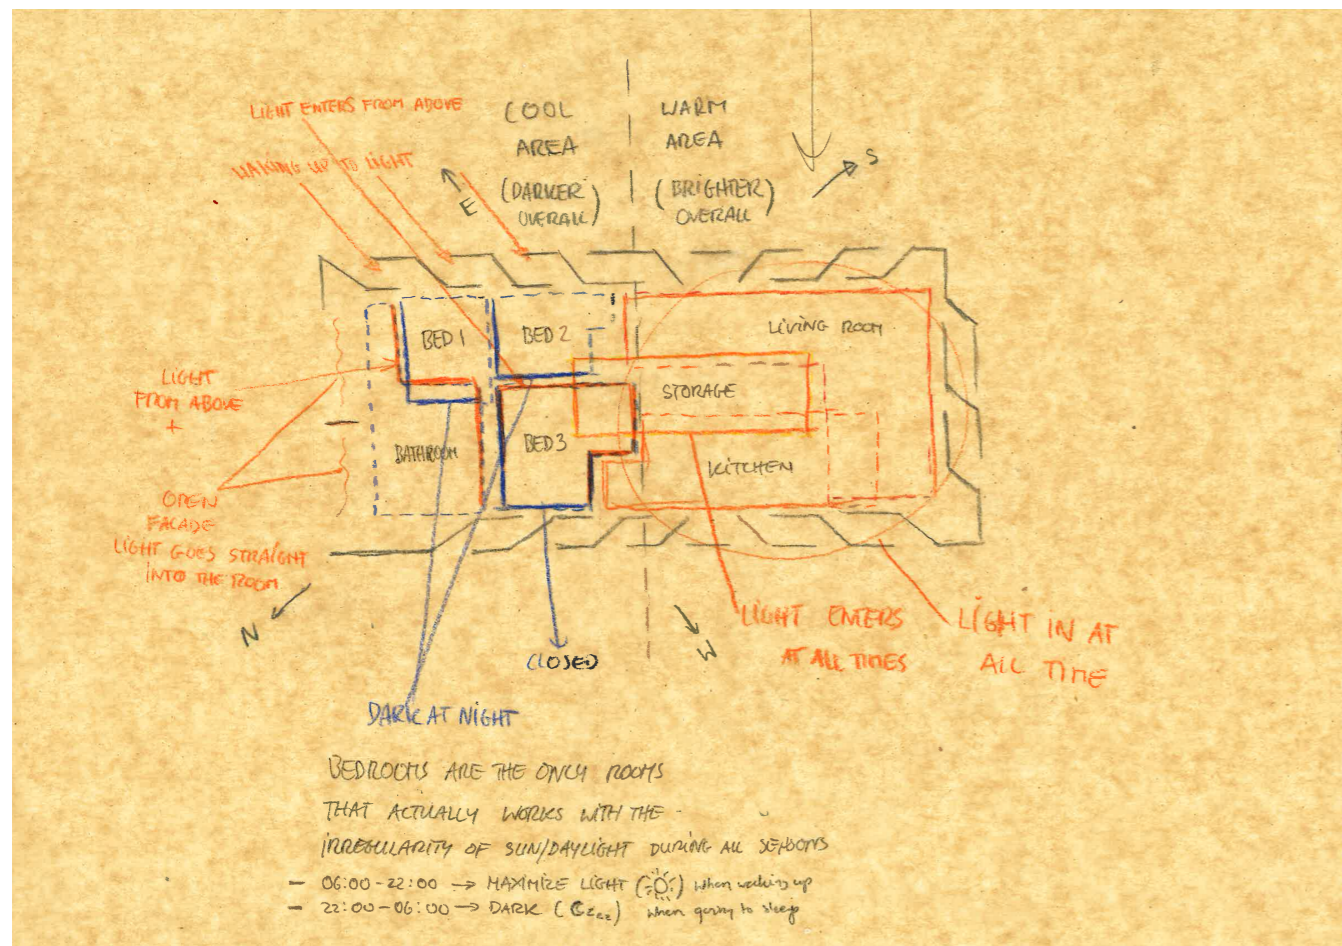 LIGHT ENTERS FROM ABOVE
WAKING UP TO LIGHT
COOL
AREA
(DARKER
OVERALL)
WARM
AREA
(BRIGHTER)
OVERALL
E
S
BED 1
BED 2
LIVING ROOM
STORAGE
BATHROOM
BED 3
KITCHEN
LIGHT
FROM ABOVE
+
OPEN
FACADE
LIGHT GOES STRAIGHT
INTO THE ROOM
N
W
CLOSED
LIGHT ENTERS
AT ALL TIMES
LIGHT IN AT
ALL TIME
DARK AT NIGHT
BEDROOMS ARE THE ONLY ROOMS
THAT ACTUALLY WORKS WITH THE
IRREGULARITY OF SUN/DAYLIGHT DURING ALL SEASONS
— 06:00-22:00 → MAXIMIZE LIGHT ( ) when waking up
— 22:00-06:00 → DARK (Zzz) when going to sleep